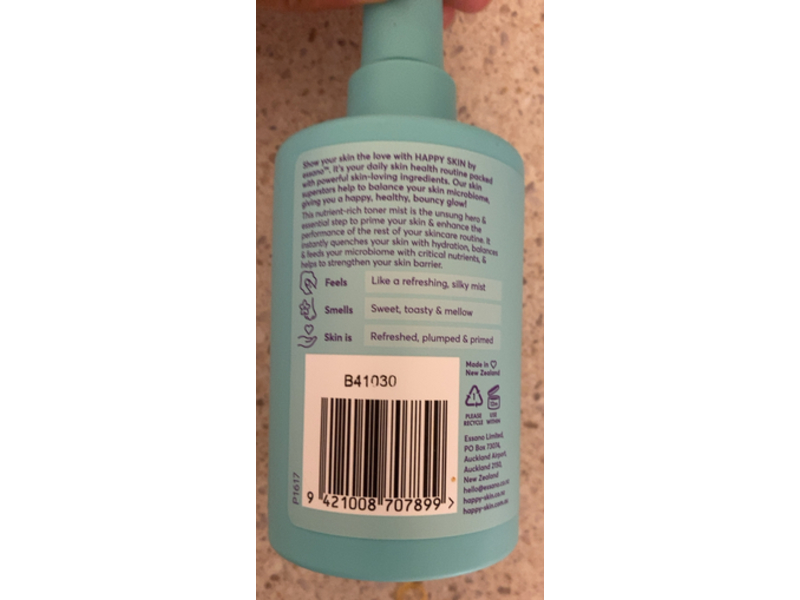 Show your skin the love with HAPPY SKIN by
essano™. It's your daily skin health routine packed
with powerful skin-loving ingredients. Our skin
superstars help to balance your skin microbiome,
giving you a happy, healthy, bouncy glow!
This nutrient-rich toner mist is the unsung hero &
essential step to prime your skin & enhance the
performance of the rest of your skincare routine. It
instantly quenches your skin with hydration, balances
& feeds your microbiome with critical nutrients, &
helps to strengthen your skin barrier.
Feels Like a refreshing, silky mist
Smells Sweet, toasty & mellow
Skin is Refreshed, plumped & primed
Made in
New Zealand
B41030
PLEASE RECYCLE
USE WITHIN
Essano Limited,
PO Box 73014,
Auckland Airport,
Auckland 2150,
New Zealand
hello@essano.co.nz
happy-skin.co.nz
happy-skin.com.au
P1617
9 421008 707899 >